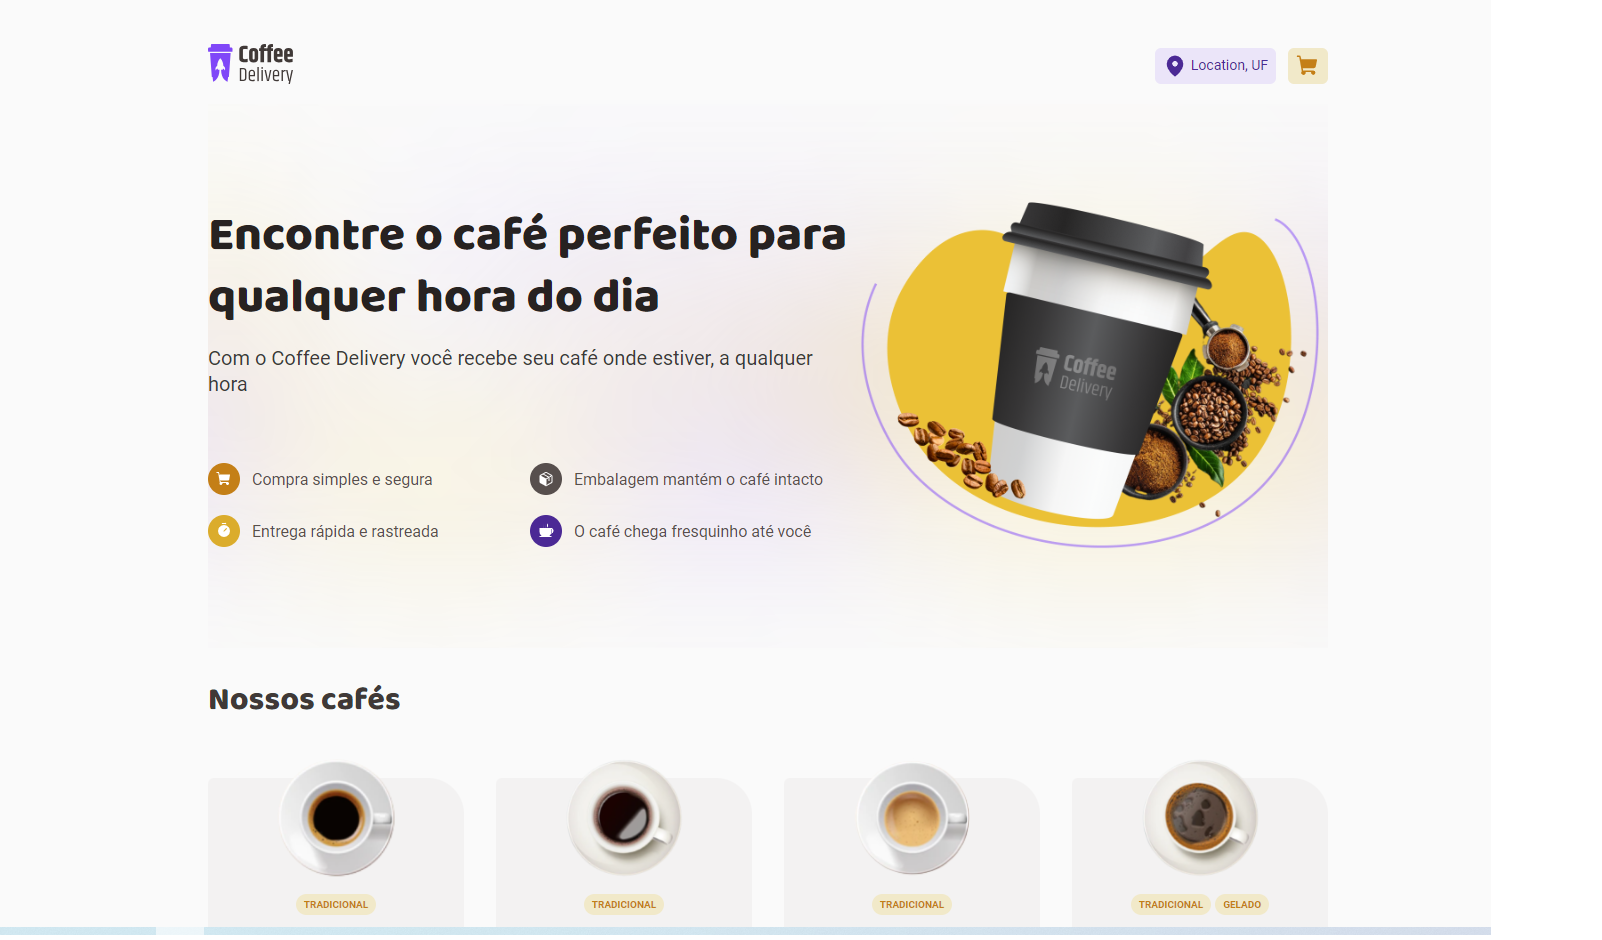 Coffee
Delivery
Location, UF
Encontre o café perfeito para
qualquer hora do dia
Com o Coffee Delivery você recebe seu café onde estiver, a qualquer
hora
Coffee
Delivery
Compra simples e segura
Embalagem mantém o café intacto
Entrega rápida e rastreada
O café chega fresquinho até você
Nossos cafés
TRADICIONAL
TRADICIONAL
TRADICIONAL
TRADICIONAL
GELADO